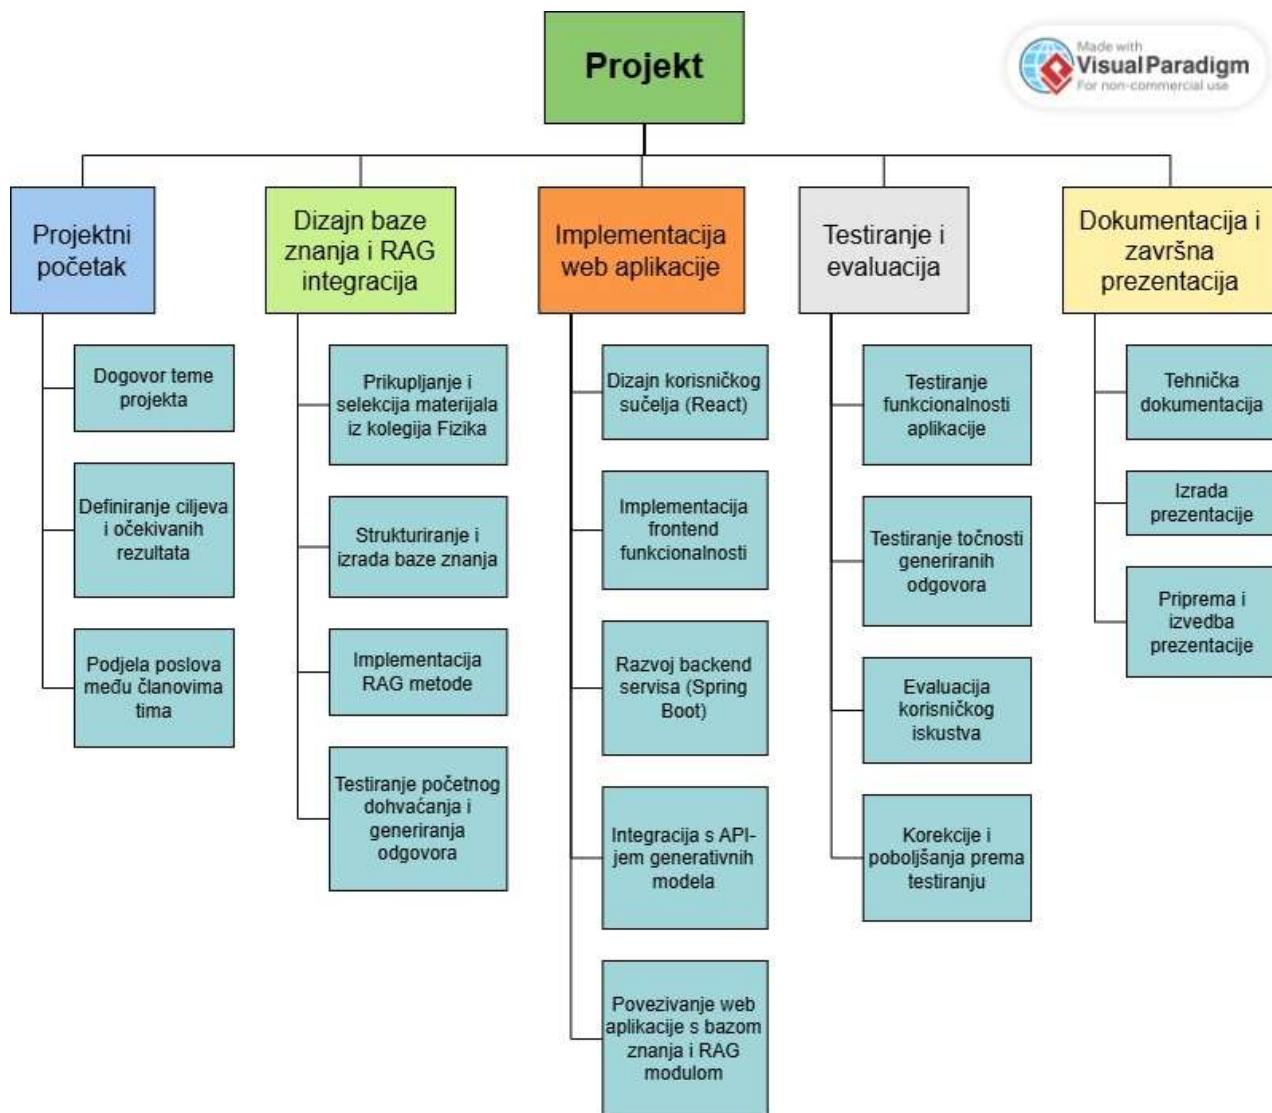 Projekt
Made with
Visual Paradigm
For non-commercial use
Projektni
početak
Dogovor teme
projekta
Definiranje ciljeva
i očekivanih
rezultata
Podjela poslova
među članovima
tima
Dizajn baze
znanja i RAG
integracija
Prikupljanje i
selekcija materijala
iz kolegija Fizika
Strukturiranje i
izrada baze znanja
Implementacija
RAG metode
Testiranje početnog
dohvaćanja i
generiranja
odgovora
Implementacija
web aplikacije
Dizajn korisničkog
sučelja (React)
Implementacija
frontend
funkcionalnosti
Razvoj backend
servisa (Spring
Boot)
Integracija s API-
jem generativnih
modela
Povezivanje web
aplikacije s bazom
znanja i RAG
modulom
Testiranje i
evaluacija
Testiranje
funkcionalnosti
aplikacije
Testiranje točnosti
generiranih
odgovora
Evaluacija
korisničkog
iskustva
Korekcije i
poboljšanja prema
testiranju
Dokumentacija i
završna
prezentacija
Tehnička
dokumentacija
Izrada
prezentacije
Priprema i
izvedba
prezentacije